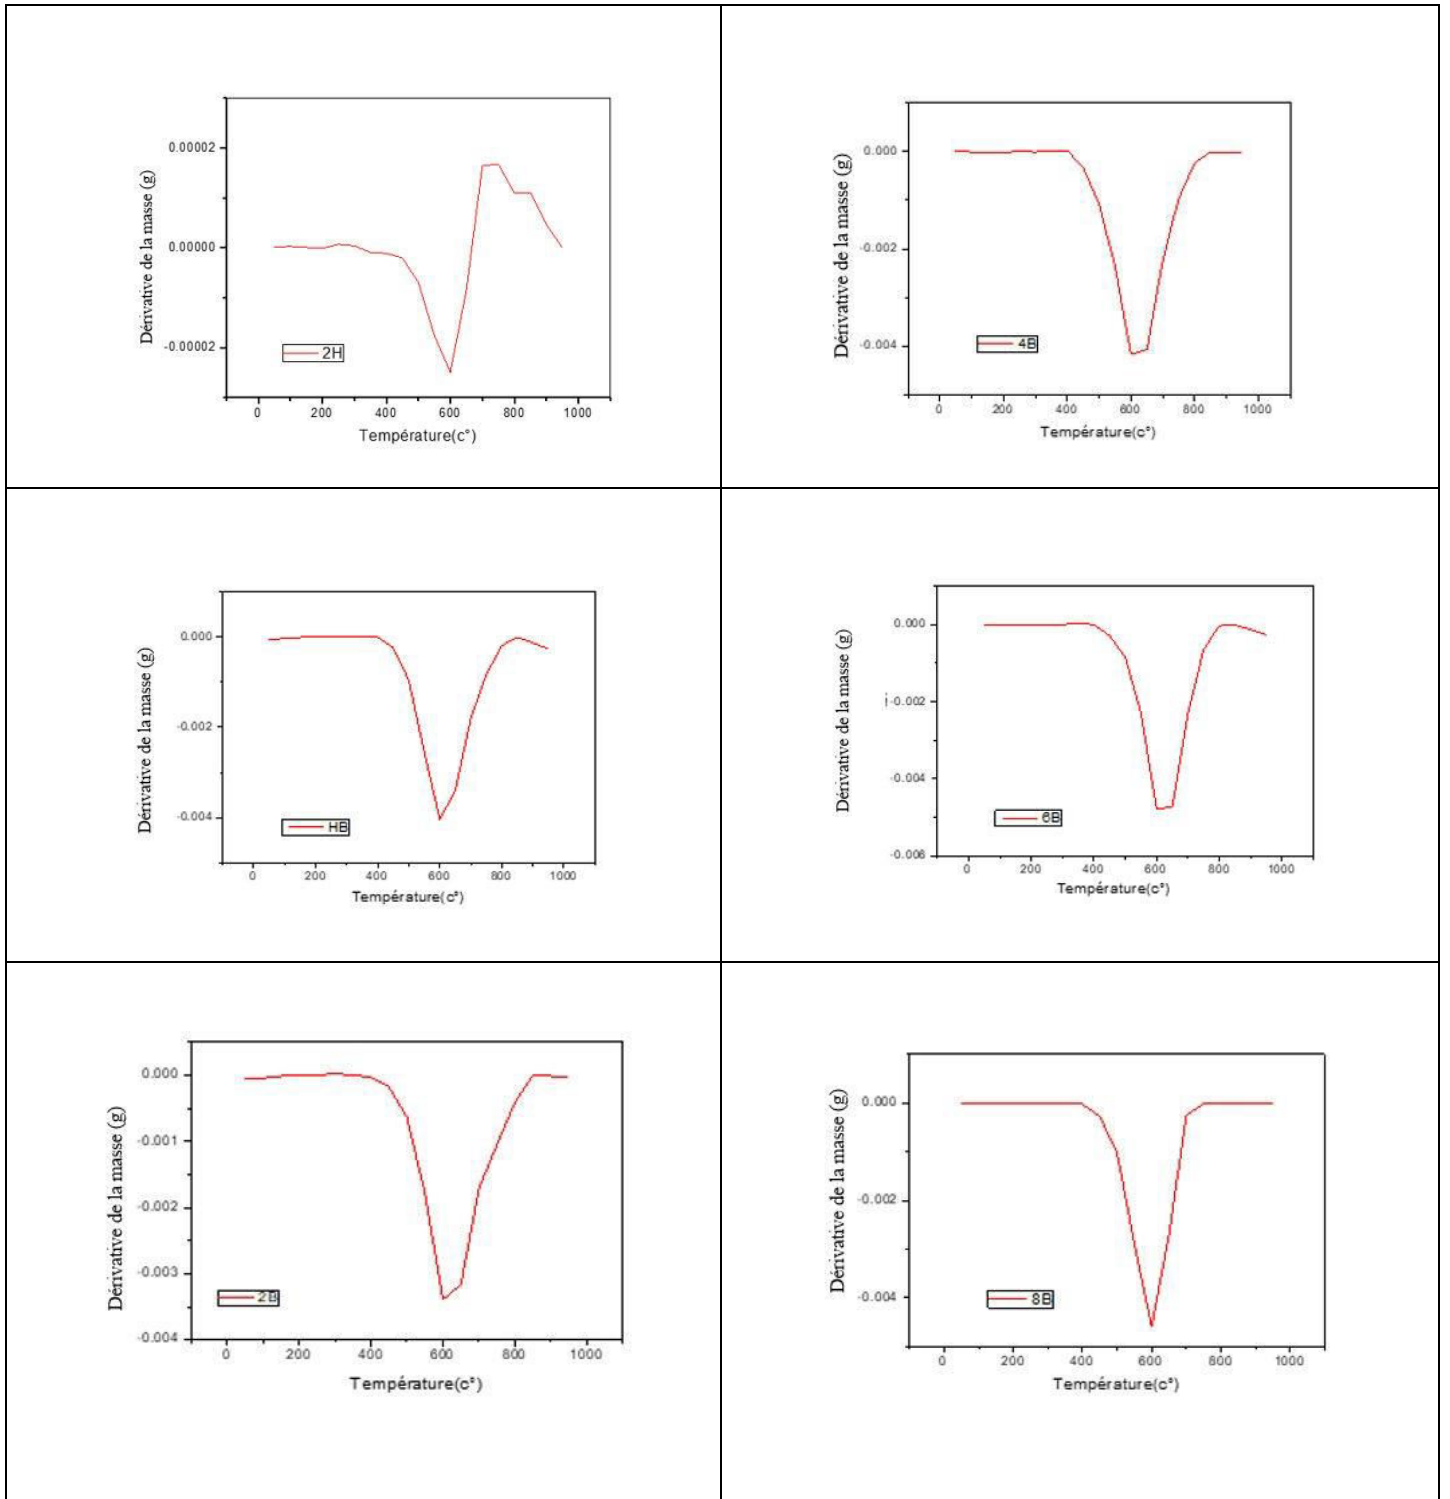 Dérivative de la masse (g)
0.00002
0.00000
-0.00002
2H
0 200 400 600 800 1000
Température(c°)
Dérivative de la masse (g)
0.000
-0.002
-0.004
4B
0 200 400 600 800 1000
Température(c°)
Dérivative de la masse (g)
0.000
-0.002
-0.004
HB
0 200 400 600 800 1000
Température(c°)
Dérivative de la masse (g)
0.000
-0.002
-0.004
-0.006
6B
0 200 400 600 800 1000
Température(c°)
Dérivative de la masse (g)
0.000
-0.001
-0.002
-0.003
-0.004
2B
0 200 400 600 800 1000
Température(c°)
Dérivative de la masse (g)
0.000
-0.002
-0.004
8B
0 200 400 600 800 1000
Température(c°)